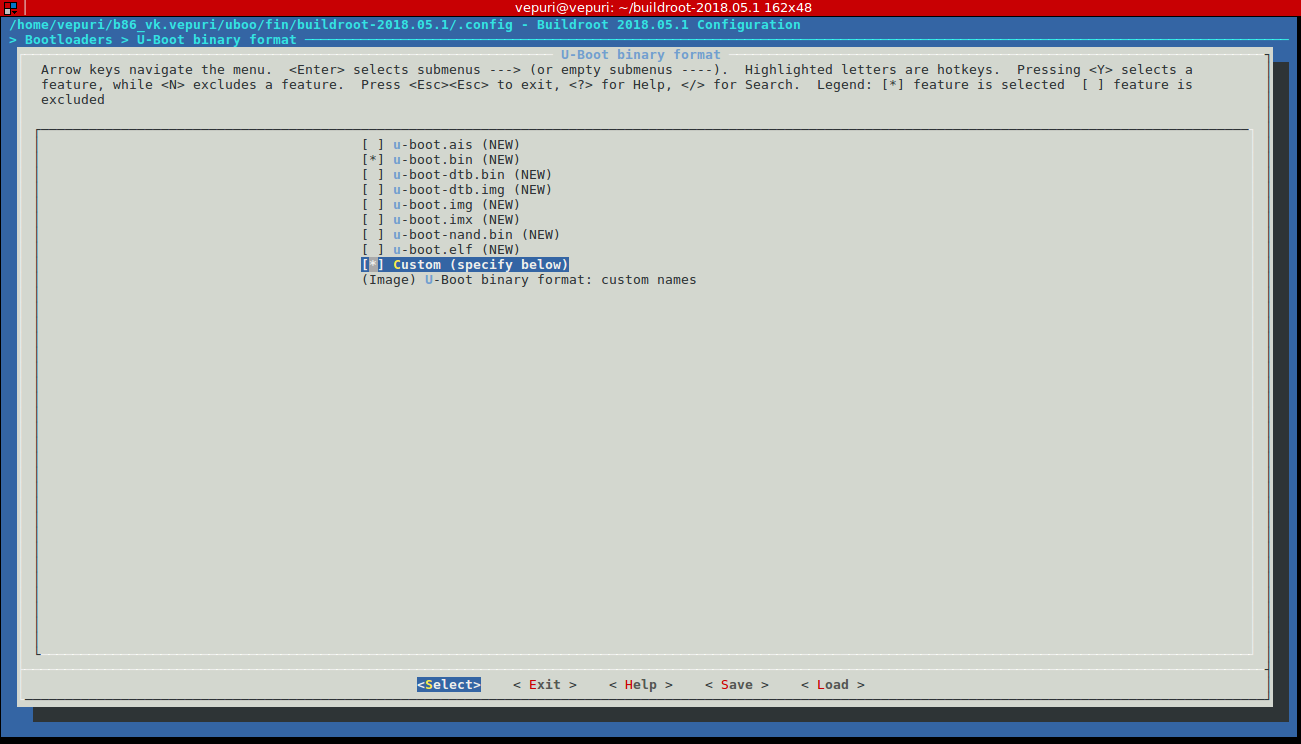 vepuri@vepuri: ~/buildroot-2018.05.1 162x48
/home/vepuri/b86_vk.vepuri/uboo/fin/buildroot-2018.05.1/.config - Buildroot 2018.05.1 Configuration
> Bootloaders > U-Boot binary format
U-Boot binary format
Arrow keys navigate the menu.  <Enter> selects submenus ---> (or empty submenus ----).  Highlighted letters are hotkeys.  Pressing <Y> selects a
feature, while <N> excludes a feature.  Press <Esc><Esc> to exit, <?> for Help, </> for Search.  Legend: [*] feature is selected  [ ] feature is
excluded
[ ] u-boot.ais (NEW)
[*] u-boot.bin (NEW)
[ ] u-boot-dtb.bin (NEW)
[ ] u-boot-dtb.img (NEW)
[ ] u-boot.img (NEW)
[ ] u-boot.imx (NEW)
[ ] u-boot-nand.bin (NEW)
[ ] u-boot.elf (NEW)
[*] Custom (specify below)
(Image) U-Boot binary format: custom names
<Select>    < Exit >    < Help >    < Save >    < Load >